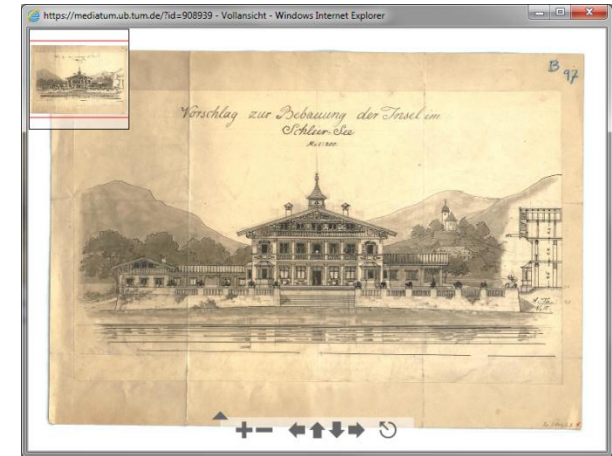 https://mediatum.ub.tum.de/?id=908939 - Vollansicht - Windows Internet Explorer
B 97
Vorschlag zur Bebauung der Insel im
Schlier-See